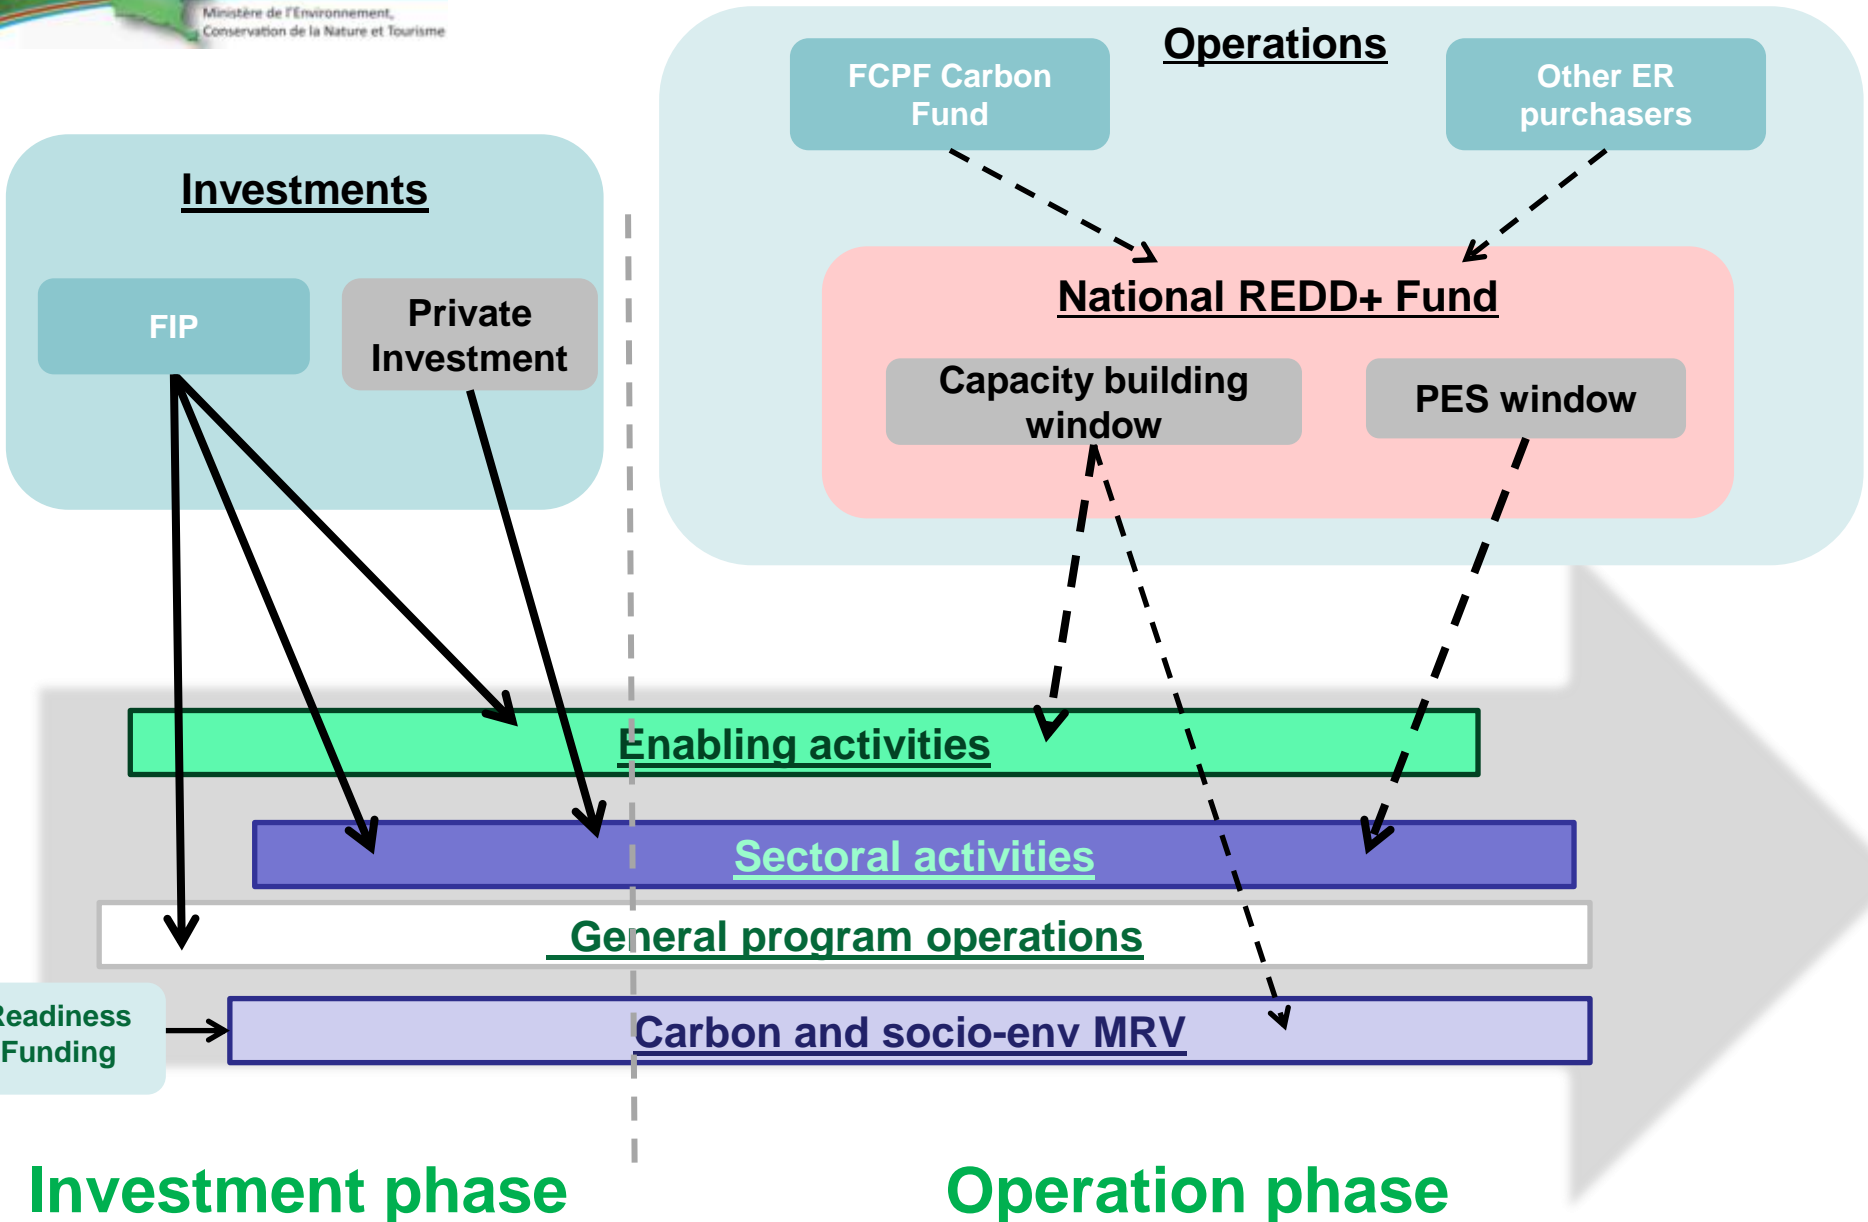 Ministère de l'Environnement,
Conservation de la Nature et Tourisme
Operations
FCPF Carbon
Fund
Other ER
purchasers
Investments
FIP
Private
Investment
National REDD+ Fund
Capacity building
window
PES window
Enabling activities
Sectoral activities
General program operations
Readiness
Funding
Carbon and socio-env MRV
Investment phase
Operation phase